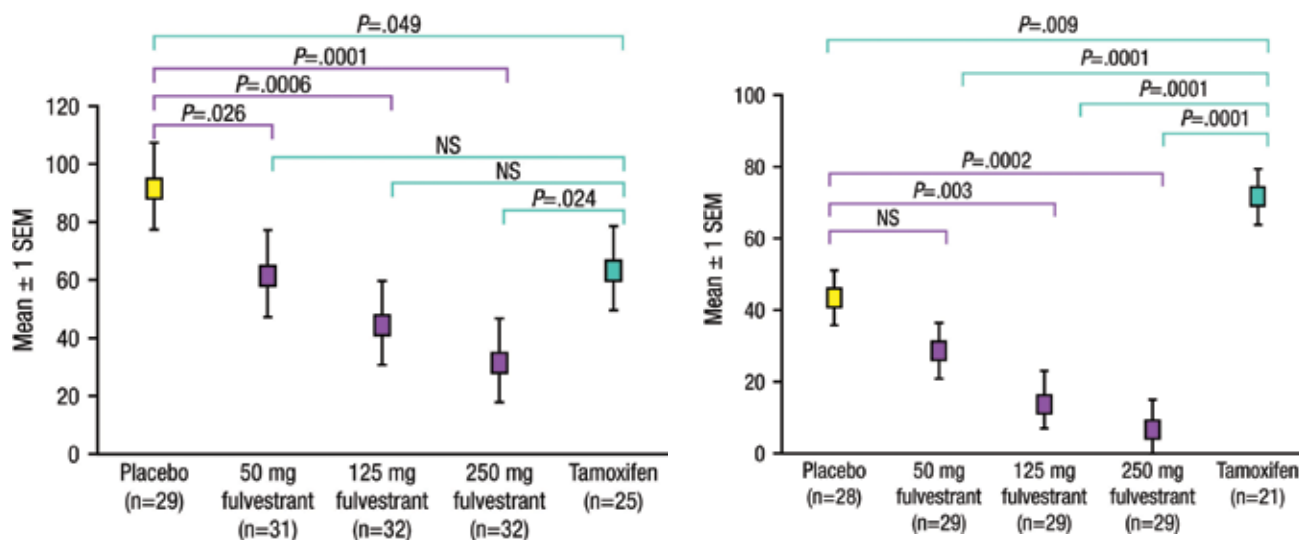 P=.049
P=.0001
P=.0006
P=.026
NS
NS
P=.024
Mean ± 1 SEM
120
100
80
60
40
20
0
Placebo
(n=29)
50 mg
fulvestrant
(n=31)
125 mg
fulvestrant
(n=32)
250 mg
fulvestrant
(n=32)
Tamoxifen
(n=25)
P=.009
P=.0001
P=.0001
P=.0001
P=.0002
P=.003
NS
Mean ± 1 SEM
100
80
60
40
20
0
Placebo
(n=28)
50 mg
fulvestrant
(n=29)
125 mg
fulvestrant
(n=29)
250 mg
fulvestrant
(n=29)
Tamoxifen
(n=21)